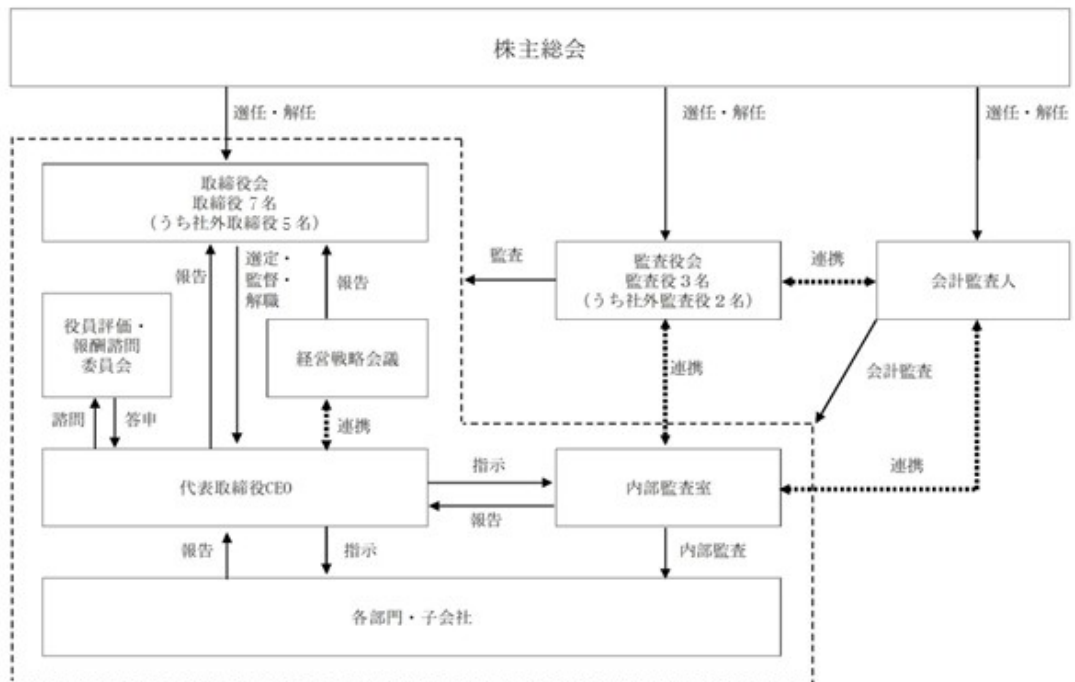 株主総会
選任・解任
選任・解任
選任・解任
取締役会
取締役7名
(うち社外取締役5名)
報告
選定・
監督・
解職
報告
監査
監査役会
監査役3名
(うち社外監査役2名)
連携
会計監査人
役員評価・
報酬諮問
委員会
経営戦略会議
連携
会計監査
諮問
答申
連携
代表取締役CEO
指示
報告
内部監査室
連携
報告
指示
内部監査
各部門・子会社